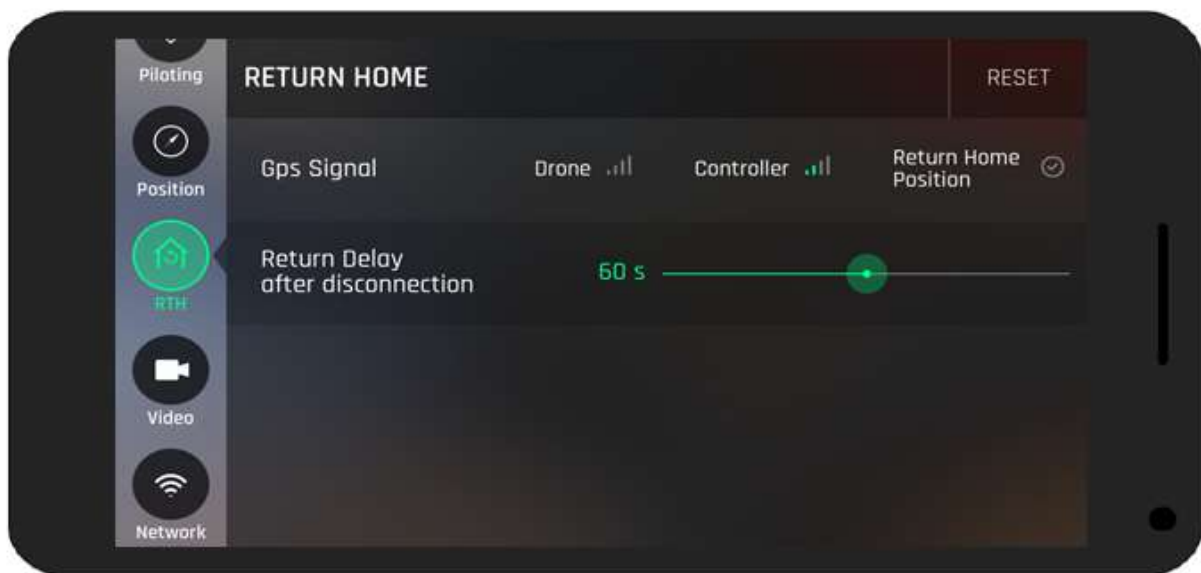 Piloting
RETURN HOME
RESET
Gps Signal
Drone
Controller
Return Home
Position
Position
Return Delay
after disconnection
60 s
RTH
Video
Network